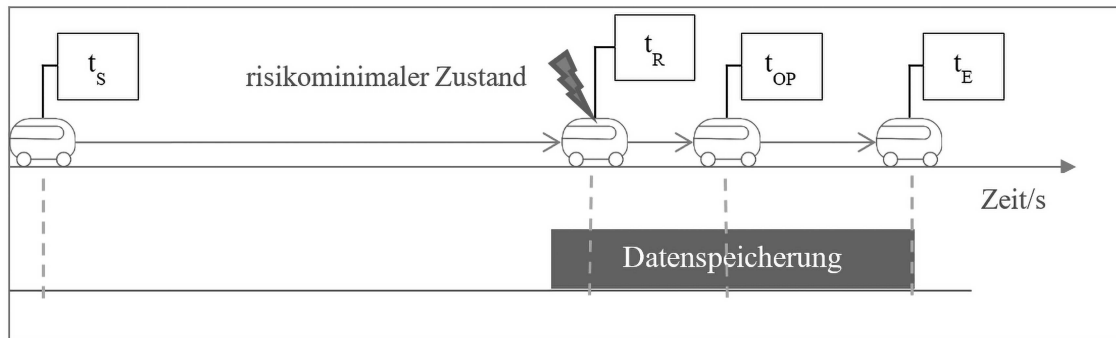 t_S
risikominimaler Zustand
t_R
t_OP
t_E
Zeit/s
Datenspeicherung